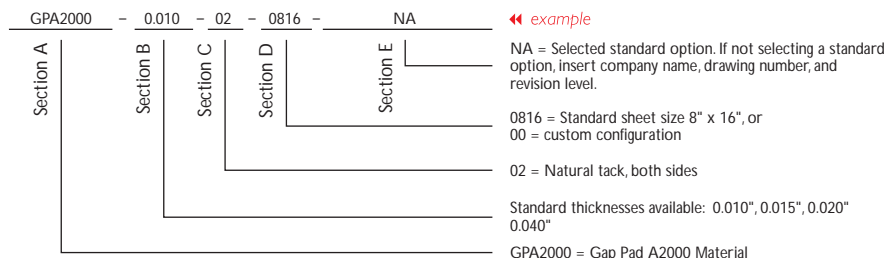 GPA2000 – 0.010 – 02 – 0816 – NA
◀◀ example
Section A
Section B
Section C
Section D
Section E
NA = Selected standard option. If not selecting a standard
option, insert company name, drawing number, and
revision level.
0816 = Standard sheet size 8" x 16", or
00 = custom configuration
02 = Natural tack, both sides
Standard thicknesses available: 0.010", 0.015", 0.020"
0.040"
GPA2000 = Gap Pad A2000 Material